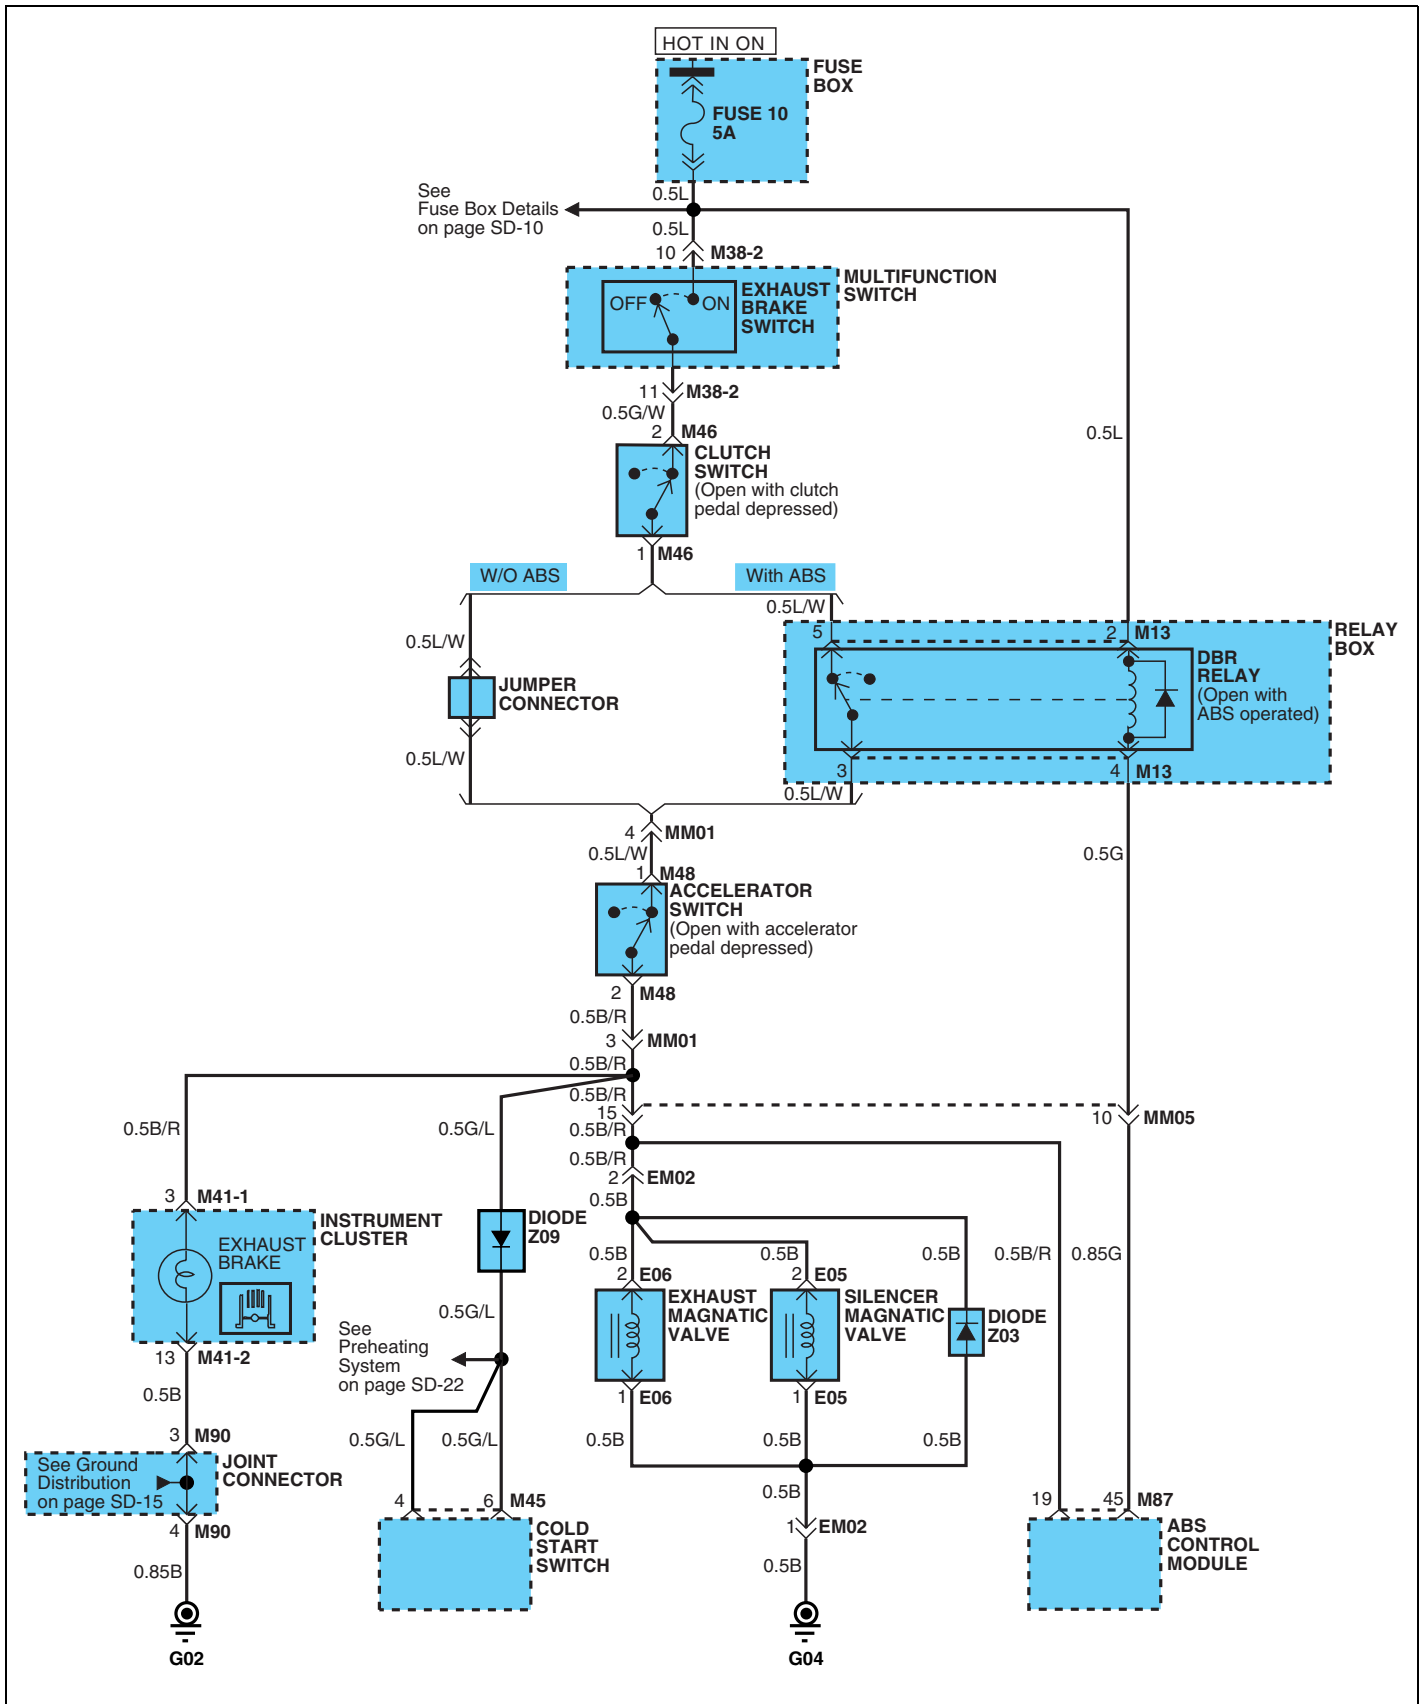 HOT IN ON
FUSE
BOX
FUSE 10
5A
0.5L
See
Fuse Box Details
on page SD-10
0.5L
10
M38-2
MULTIFUNCTION
SWITCH
EXHAUST
BRAKE
SWITCH
OFF
ON
11
M38-2
0.5G/W
2
M46
0.5L
CLUTCH
SWITCH
(Open with clutch
pedal depressed)
1
M46
W/O ABS
With ABS
0.5L/W
5
2
M13
RELAY
BOX
0.5L/W
DBR
RELAY
(Open with
ABS operated)
JUMPER
CONNECTOR
0.5L/W
3
4
M13
0.5L/W
4
MM01
0.5L/W
0.5G
1
M48
ACCELERATOR
SWITCH
(Open with accelerator
pedal depressed)
2
M48
0.5B/R
3
MM01
0.5B/R
0.5B/R
15
10
MM05
0.5B/R
0.5G/L
0.5B/R
0.5B/R
2
EM02
3
M41-1
0.5B
INSTRUMENT
CLUSTER
EXHAUST
BRAKE
DIODE
Z09
0.5B
0.5B
0.5B
0.5B/R
0.85G
2
E06
2
E05
EXHAUST
MAGNATIC
VALVE
SILENCER
MAGNATIC
VALVE
DIODE
Z03
0.5G/L
See
Preheating
System
on page SD-22
13
M41-2
0.5B
1
E06
1
E05
3
M90
0.5G/L
0.5G/L
0.5B
0.5B
0.5B
See Ground
Distribution
on page SD-15
JOINT
CONNECTOR
4
M90
4
6
M45
0.5B
19
45
M87
COLD
START
SWITCH
1
EM02
ABS
CONTROL
MODULE
0.85B
0.5B
G02
G04